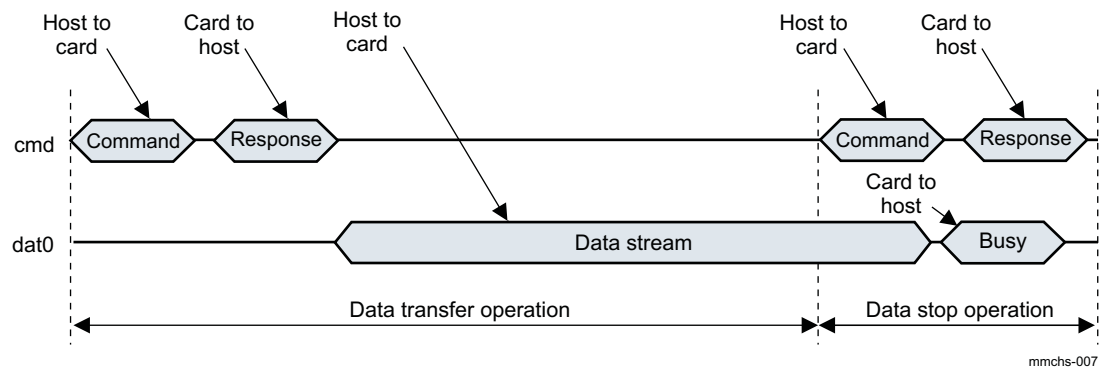 Host to
card
Card to
host
Host to
card
Host to
card
Card to
host
cmd
Command
Response
Command
Response
Card to
host
dat0
Data stream
Busy
Data transfer operation
Data stop operation
mmchs-007